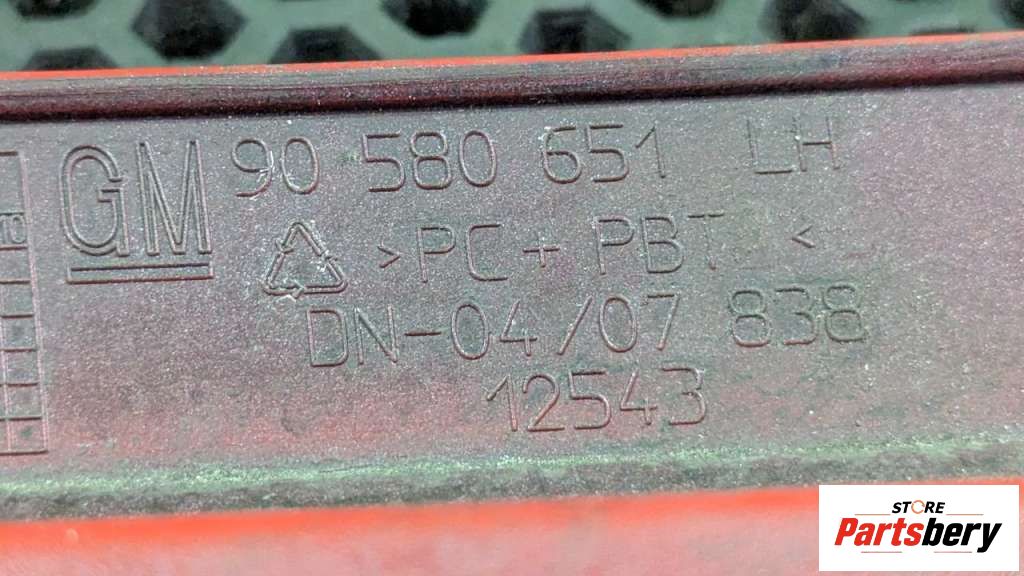 GM 90 580 651 LH
>PC + PBT <
DN-04/07 838
12543
STORE
Partsbery